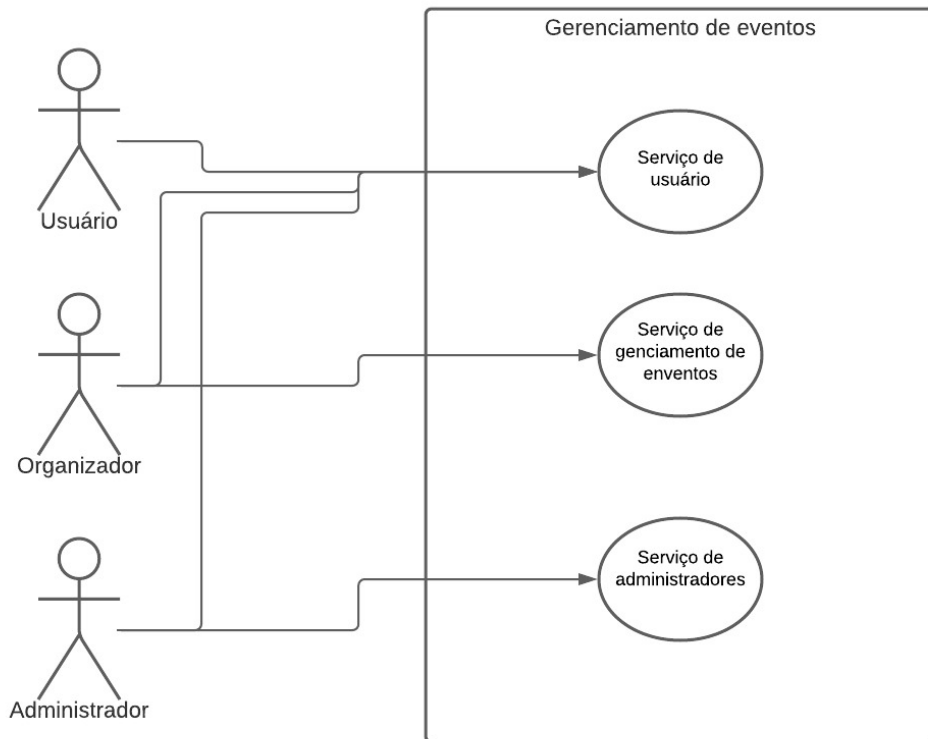 Gerenciamento de eventos
Usuário
Serviço de
usuário
Organizador
Serviço de
genciamento de
enventos
Administrador
Serviço de
administradores